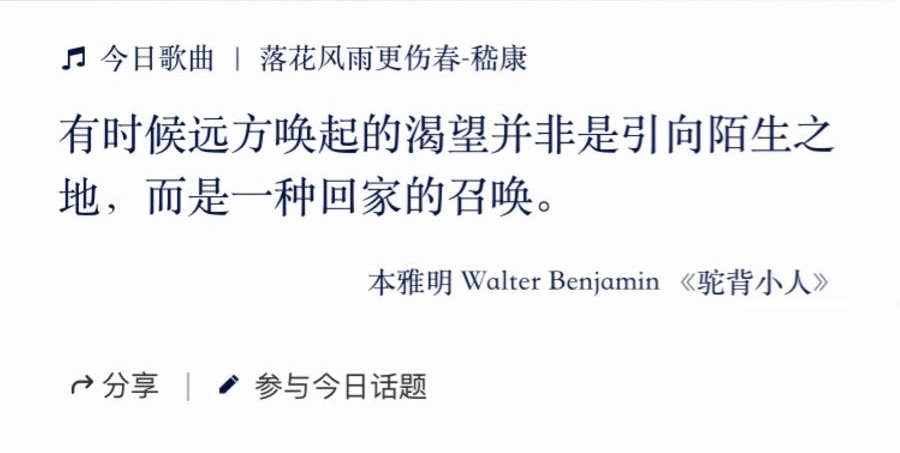 今日歌曲 | 落花风雨更伤春-嵇康
有时候远方唤起的渴望并非是引向陌生之
地，而是一种回家的召唤。
本雅明 Walter Benjamin 《驼背小人》
分享 | 参与今日话题